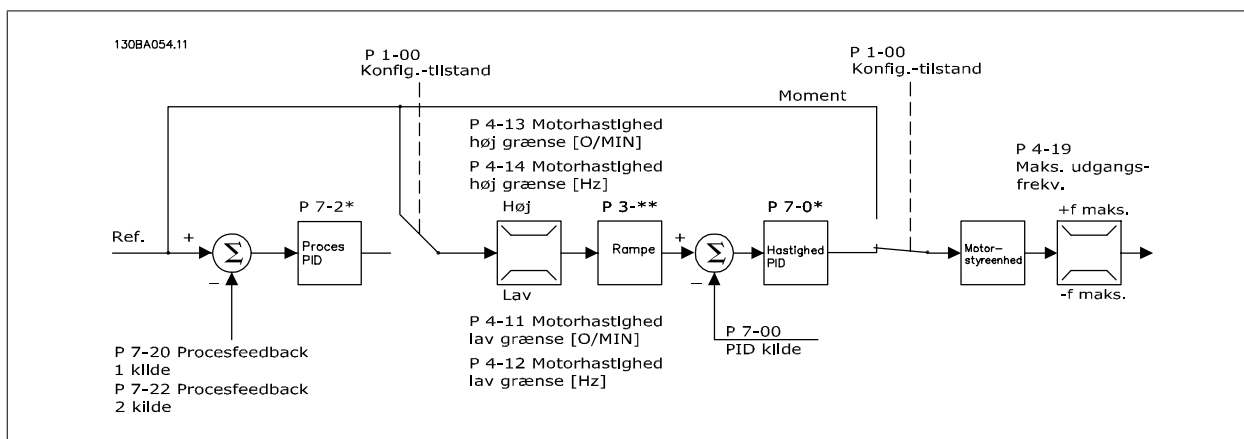 130BA054.11
P 1-00
Konfig.-tilstand
P 1-00
Konfig.-tilstand
Moment
P 4-13 Motorhastighed
høj grænse [O/MIN]
P 4-14 Motorhastighed
høj grænse [Hz]
P 4-19
Maks. udgangs-
frekv.
P 7-2*
Høj
P 3-**
P 7-0*
+f maks.
Ref.
+
−
Σ
Proces
PID
Rampe
+
−
Σ
Hastighed
PID
Motor-
styreenhed
Lav
-f maks.
P 4-11 Motorhastighed
lav grænse [O/MIN]
P 4-12 Motorhastighed
lav grænse [Hz]
P 7-00
PID kilde
P 7-20 Procesfeedback
1 kilde
P 7-22 Procesfeedback
2 kilde